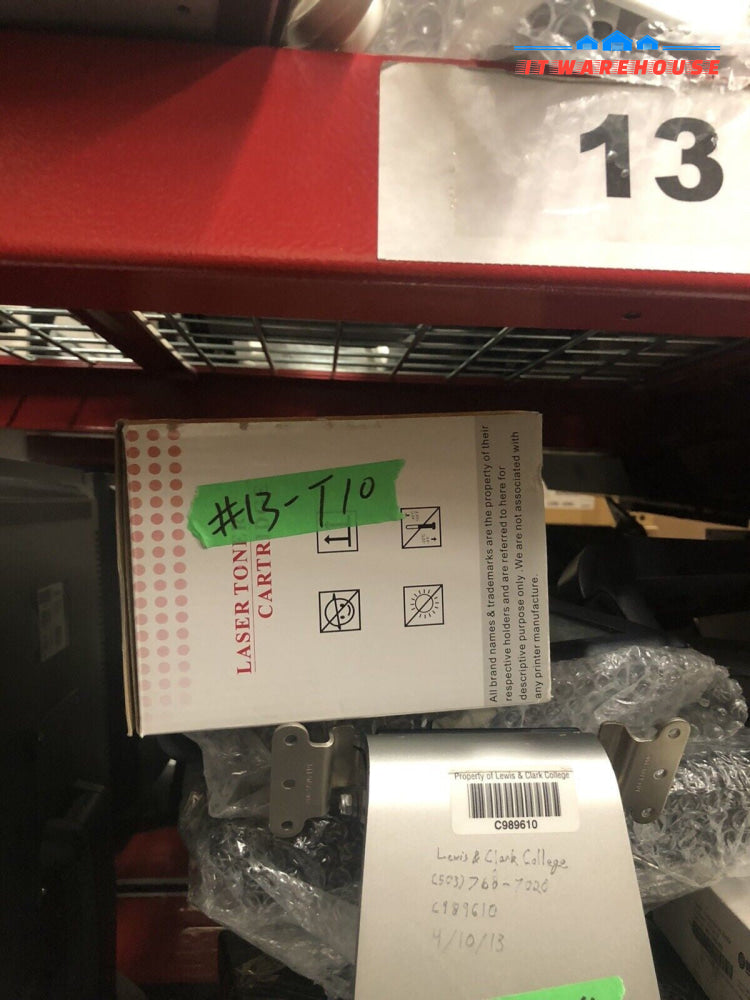 IT WAREHOUSE
13
#13-T10
LASER TON
CARTR
All brand names & trademarks are the property of their
respective holders and are referred to here for
descriptive purpose only .We are not associated with
any printer manufacture.
Property of Lewis & Clark College
C989610
Lewis & Clark College
(503) 768-7020
C989610
4/10/13